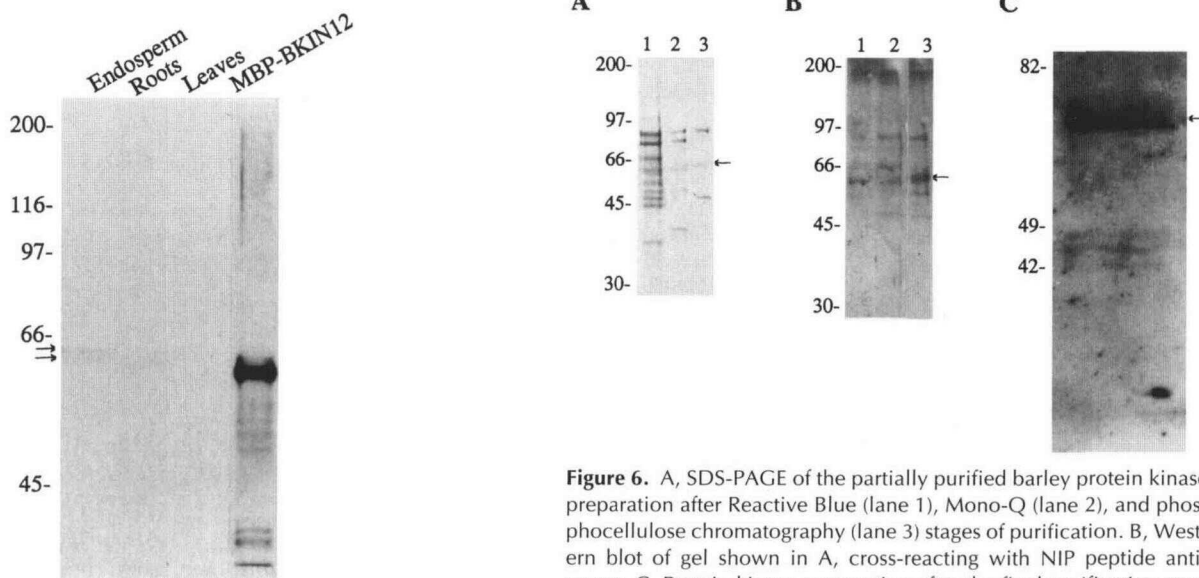 Endosperm
Roots
Leaves
MBP-BKIN12
200-
116-
97-
66-
45-
A
1 2 3
200-
97-
66-
45-
30-
B
1 2 3
200-
97-
66-
45-
30-
C
82-
49-
42-
Figure 6. A, SDS-PAGE of the partially purified barley protein kinase
preparation after Reactive Blue (lane 1), Mono-Q (lane 2), and phos-
phocellulose chromatography (lane 3) stages of purification. B, West-
ern blot of gel shown in A, cross-reacting with NIP peptide anti-